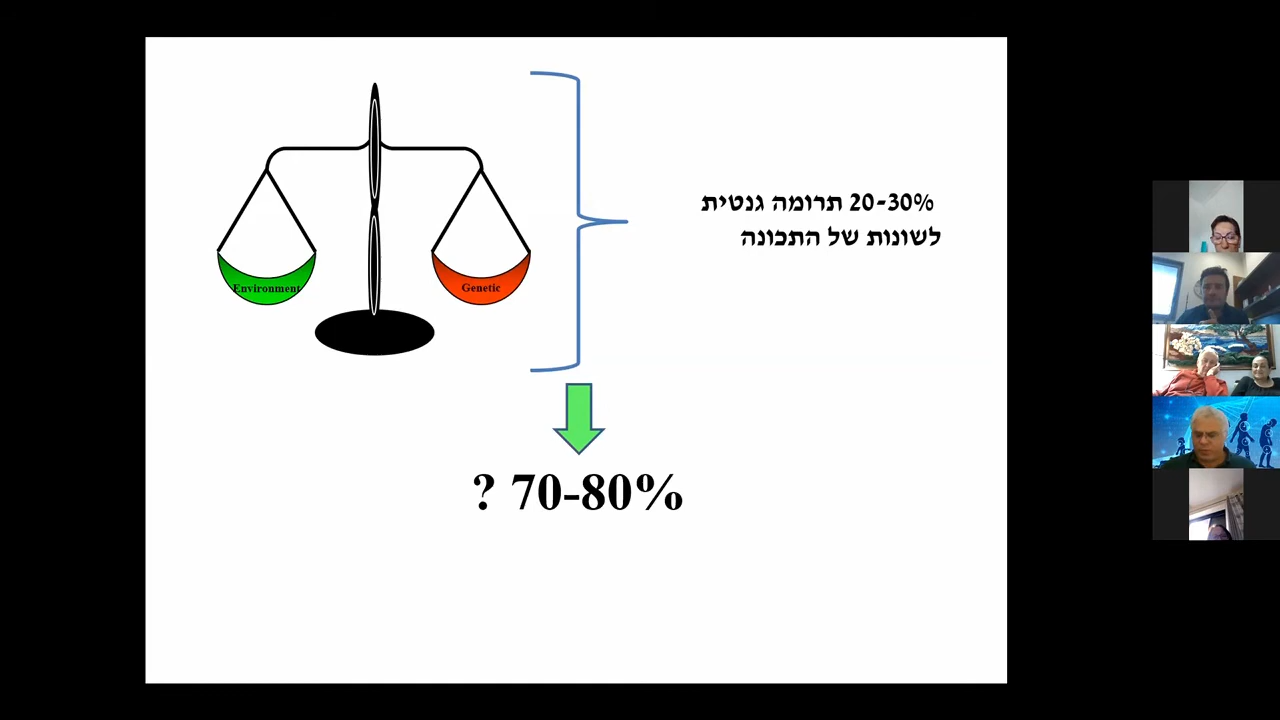 20-30% תרומה גנטית
לשונות של התכונה
Environment
Genetic
? 70-80%